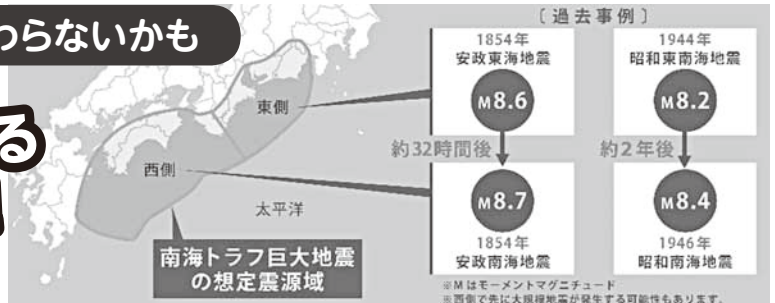 わらないかも
る
〔過去事例〕
1854年
安政東海地震
M8.6
約32時間後
M8.7
1854年
安政南海地震
1944年
昭和東南海地震
M8.2
約2年後
M8.4
1946年
昭和南海地震
東側
西側
太平洋
南海トラフ巨大地震
の想定震源域
※Mはモーメントマグニチュード
※西側で先に大規模地震が発生する可能性もあります。